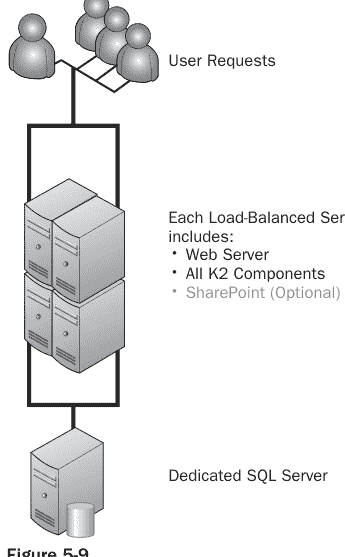 User Requests
Each Load-Balanced Ser
includes:
• Web Server
• All K2 Components
• SharePoint (Optional)
Dedicated SQL Server
Figure 5-9